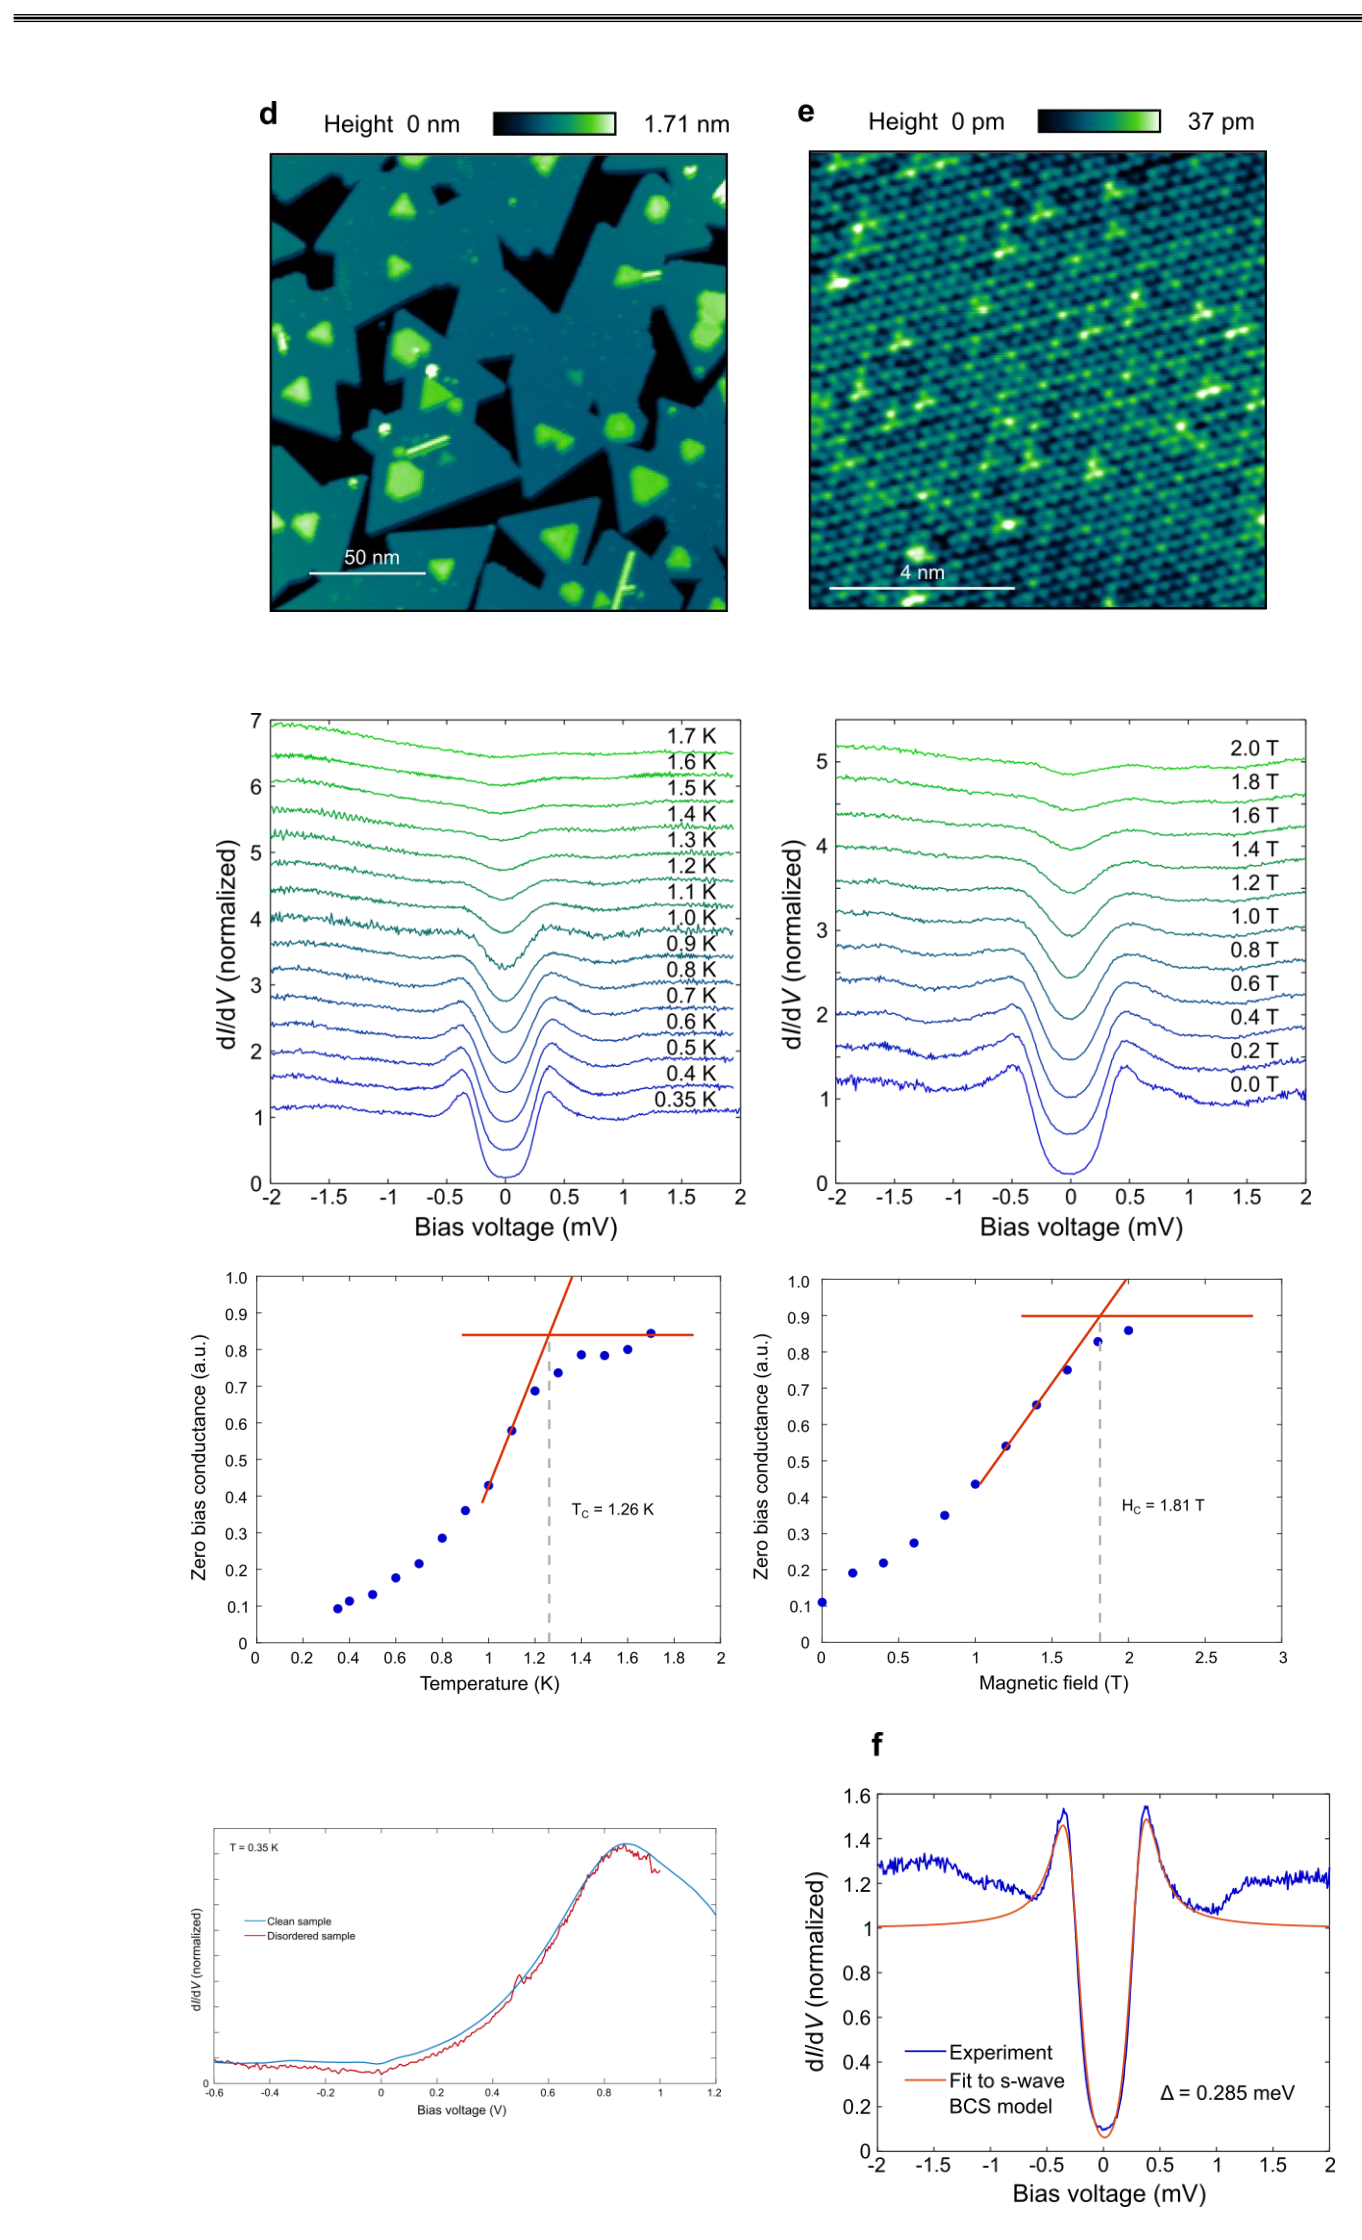 d
Height 0 nm 1.71 nm
e
Height 0 pm 37 pm
50 nm
4 nm
7
6
5
4
3
2
1
0
dI/dV (normalized)
1.7 K
1.6 K
1.5 K
1.4 K
1.3 K
1.2 K
1.1 K
1.0 K
0.9 K
0.8 K
0.7 K
0.6 K
0.5 K
0.4 K
0.35 K
-2 -1.5 -1 -0.5 0 0.5 1 1.5 2
Bias voltage (mV)
5
4
3
2
1
0
dI/dV (normalized)
2.0 T
1.8 T
1.6 T
1.4 T
1.2 T
1.0 T
0.8 T
0.6 T
0.4 T
0.2 T
0.0 T
-2 -1.5 -1 -0.5 0 0.5 1 1.5 2
Bias voltage (mV)
1.0
0.9
0.8
0.7
0.6
0.5
0.4
0.3
0.2
0.1
0
Zero bias conductance (a.u.)
TC = 1.26 K
0 0.2 0.4 0.6 0.8 1 1.2 1.4 1.6 1.8 2
Temperature (K)
1.0
0.9
0.8
0.7
0.6
0.5
0.4
0.3
0.2
0.1
0
Zero bias conductance (a.u.)
HC = 1.81 T
0 0.5 1 1.5 2 2.5 3
Magnetic field (T)
T = 0.35 K
Clean sample
Disordered sample
dI/dV (normalized)
0
-0.6 -0.4 -0.2 0 0.2 0.4 0.6 0.8 1 1.2
Bias voltage (V)
f
1.6
1.4
1.2
1
0.8
0.6
0.4
0.2
0
dI/dV (normalized)
Experiment
Fit to s-wave
BCS model
Δ = 0.285 meV
-2 -1.5 -1 -0.5 0 0.5 1 1.5 2
Bias voltage (mV)